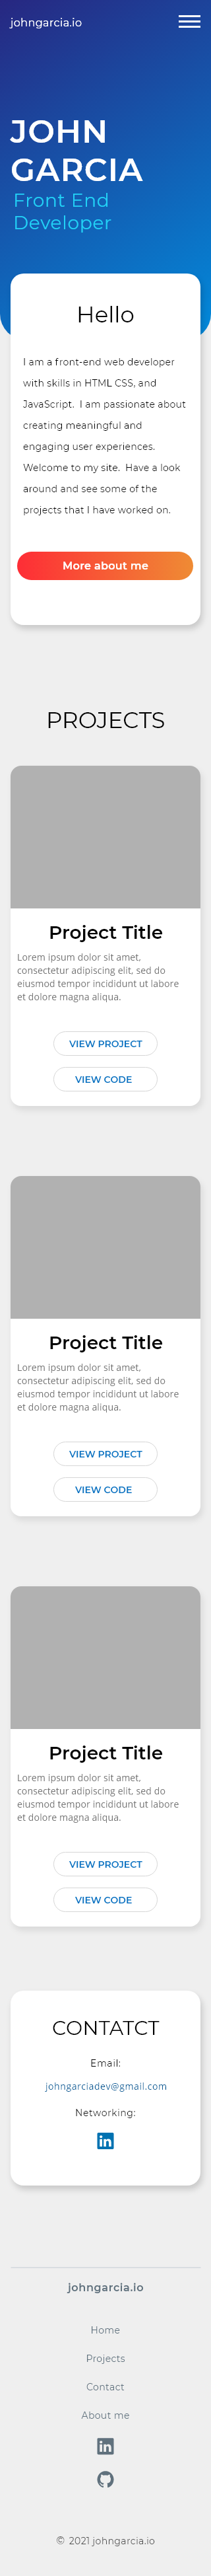 johngarcia.io
JOHN
GARCIA
Front End
Developer
Hello
I am a front-end web developer
with skills in HTML CSS, and
JavaScript. I am passionate about
creating meaningful and
engaging user experiences.
Welcome to my site. Have a look
around and see some of the
projects that I have worked on.
More about me
PROJECTS
Project Title
Lorem ipsum dolor sit amet,
consectetur adipiscing elit, sed do
eiusmod tempor incididunt ut labore
et dolore magna aliqua.
VIEW PROJECT
VIEW CODE
Project Title
Lorem ipsum dolor sit amet,
consectetur adipiscing elit, sed do
eiusmod tempor incididunt ut labore
et dolore magna aliqua.
VIEW PROJECT
VIEW CODE
Project Title
Lorem ipsum dolor sit amet,
consectetur adipiscing elit, sed do
eiusmod tempor incididunt ut labore
et dolore magna aliqua.
VIEW PROJECT
VIEW CODE
CONTATCT
Email:
johngarciadev@gmail.com
Networking:
in
johngarcia.io
Home
Projects
Contact
About me
in
© 2021 johngarcia.io